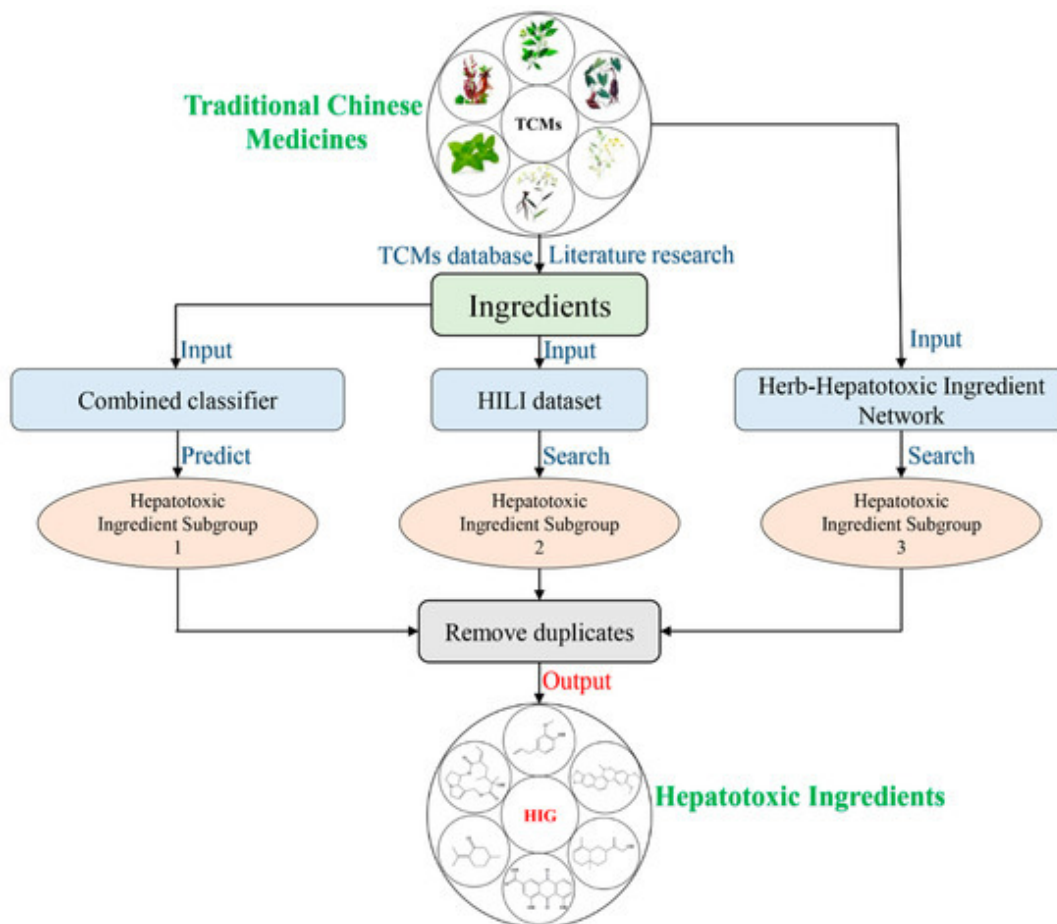 Traditional Chinese
Medicines
TCMs
TCMs database
Literature research
Ingredients
Input
Input
Input
Combined classifier
HILI dataset
Herb-Hepatotoxic Ingredient
Network
Predict
Search
Search
Hepatotoxic
Ingredient Subgroup
1
Hepatotoxic
Ingredient Subgroup
2
Hepatotoxic
Ingredient Subgroup
3
Remove duplicates
Output
HIG
Hepatotoxic Ingredients